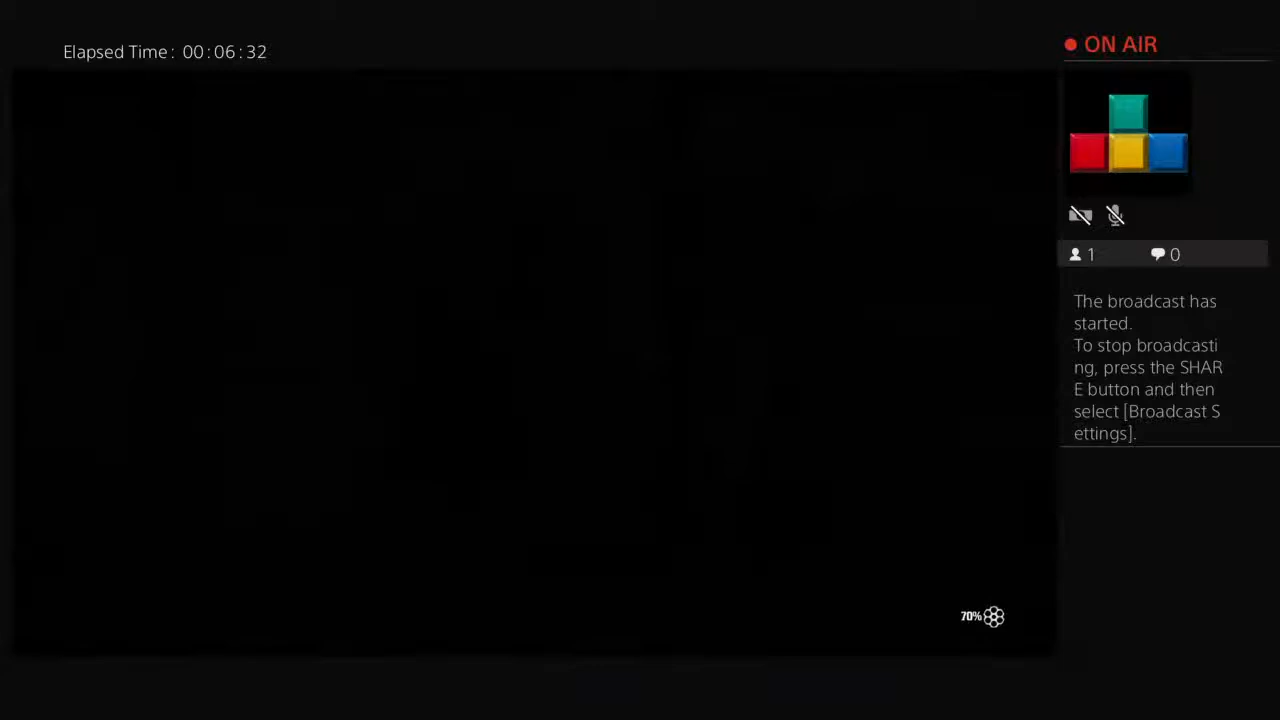 Elapsed Time: 00:06:32
ON AIR
1
0
The broadcast has
started.
To stop broadcasti
ng, press the SHAR
E button and then
select [Broadcast S
ettings].
70%